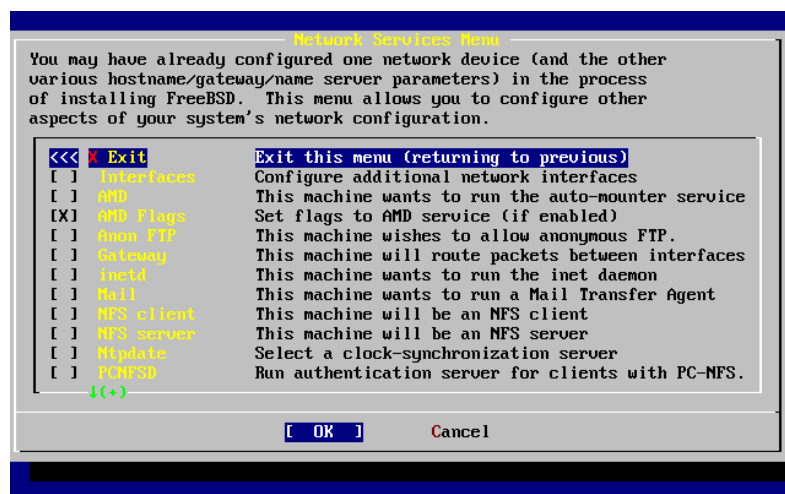 Network Services Menu
You may have already configured one network device (and the other
various hostname/gateway/name server parameters) in the process
of installing FreeBSD.  This menu allows you to configure other
aspects of your system's network configuration.
<<< X Exit Exit this menu (returning to previous)
[ ] Interfaces Configure additional network interfaces
[ ] AMD This machine wants to run the auto-mounter service
[X] AMD Flags Set flags to AMD service (if enabled)
[ ] Anon FTP This machine wishes to allow anonymous FTP.
[ ] Gateway This machine will route packets between interfaces
[ ] inetd This machine wants to run the inet daemon
[ ] Mail This machine wants to run a Mail Transfer Agent
[ ] NFS client This machine will be an NFS client
[ ] NFS server This machine will be an NFS server
[ ] Ntpdate Select a clock-synchronization server
[ ] PCNFSD Run authentication server for clients with PC-NFS.
↓(+)
[ OK ] Cancel